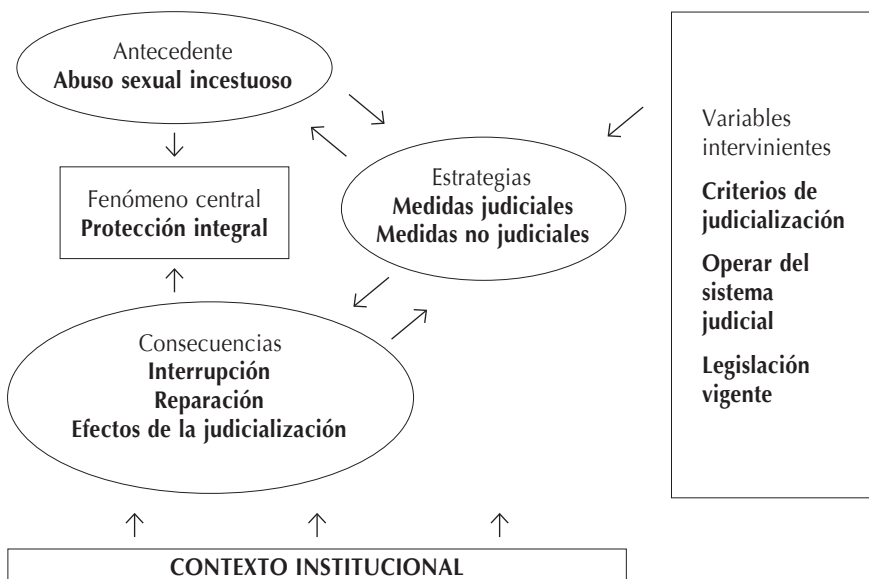 Antecedente
Abuso sexual incestuoso
Fenómeno central
Protección integral
Estrategias
Medidas judiciales
Medidas no judiciales
Consecuencias
Interrupción
Reparación
Efectos de la judicialización
Variables
intervinientes
Criterios de
judicialización
Operar del
sistema
judicial
Legislación
vigente
CONTEXTO INSTITUCIONAL